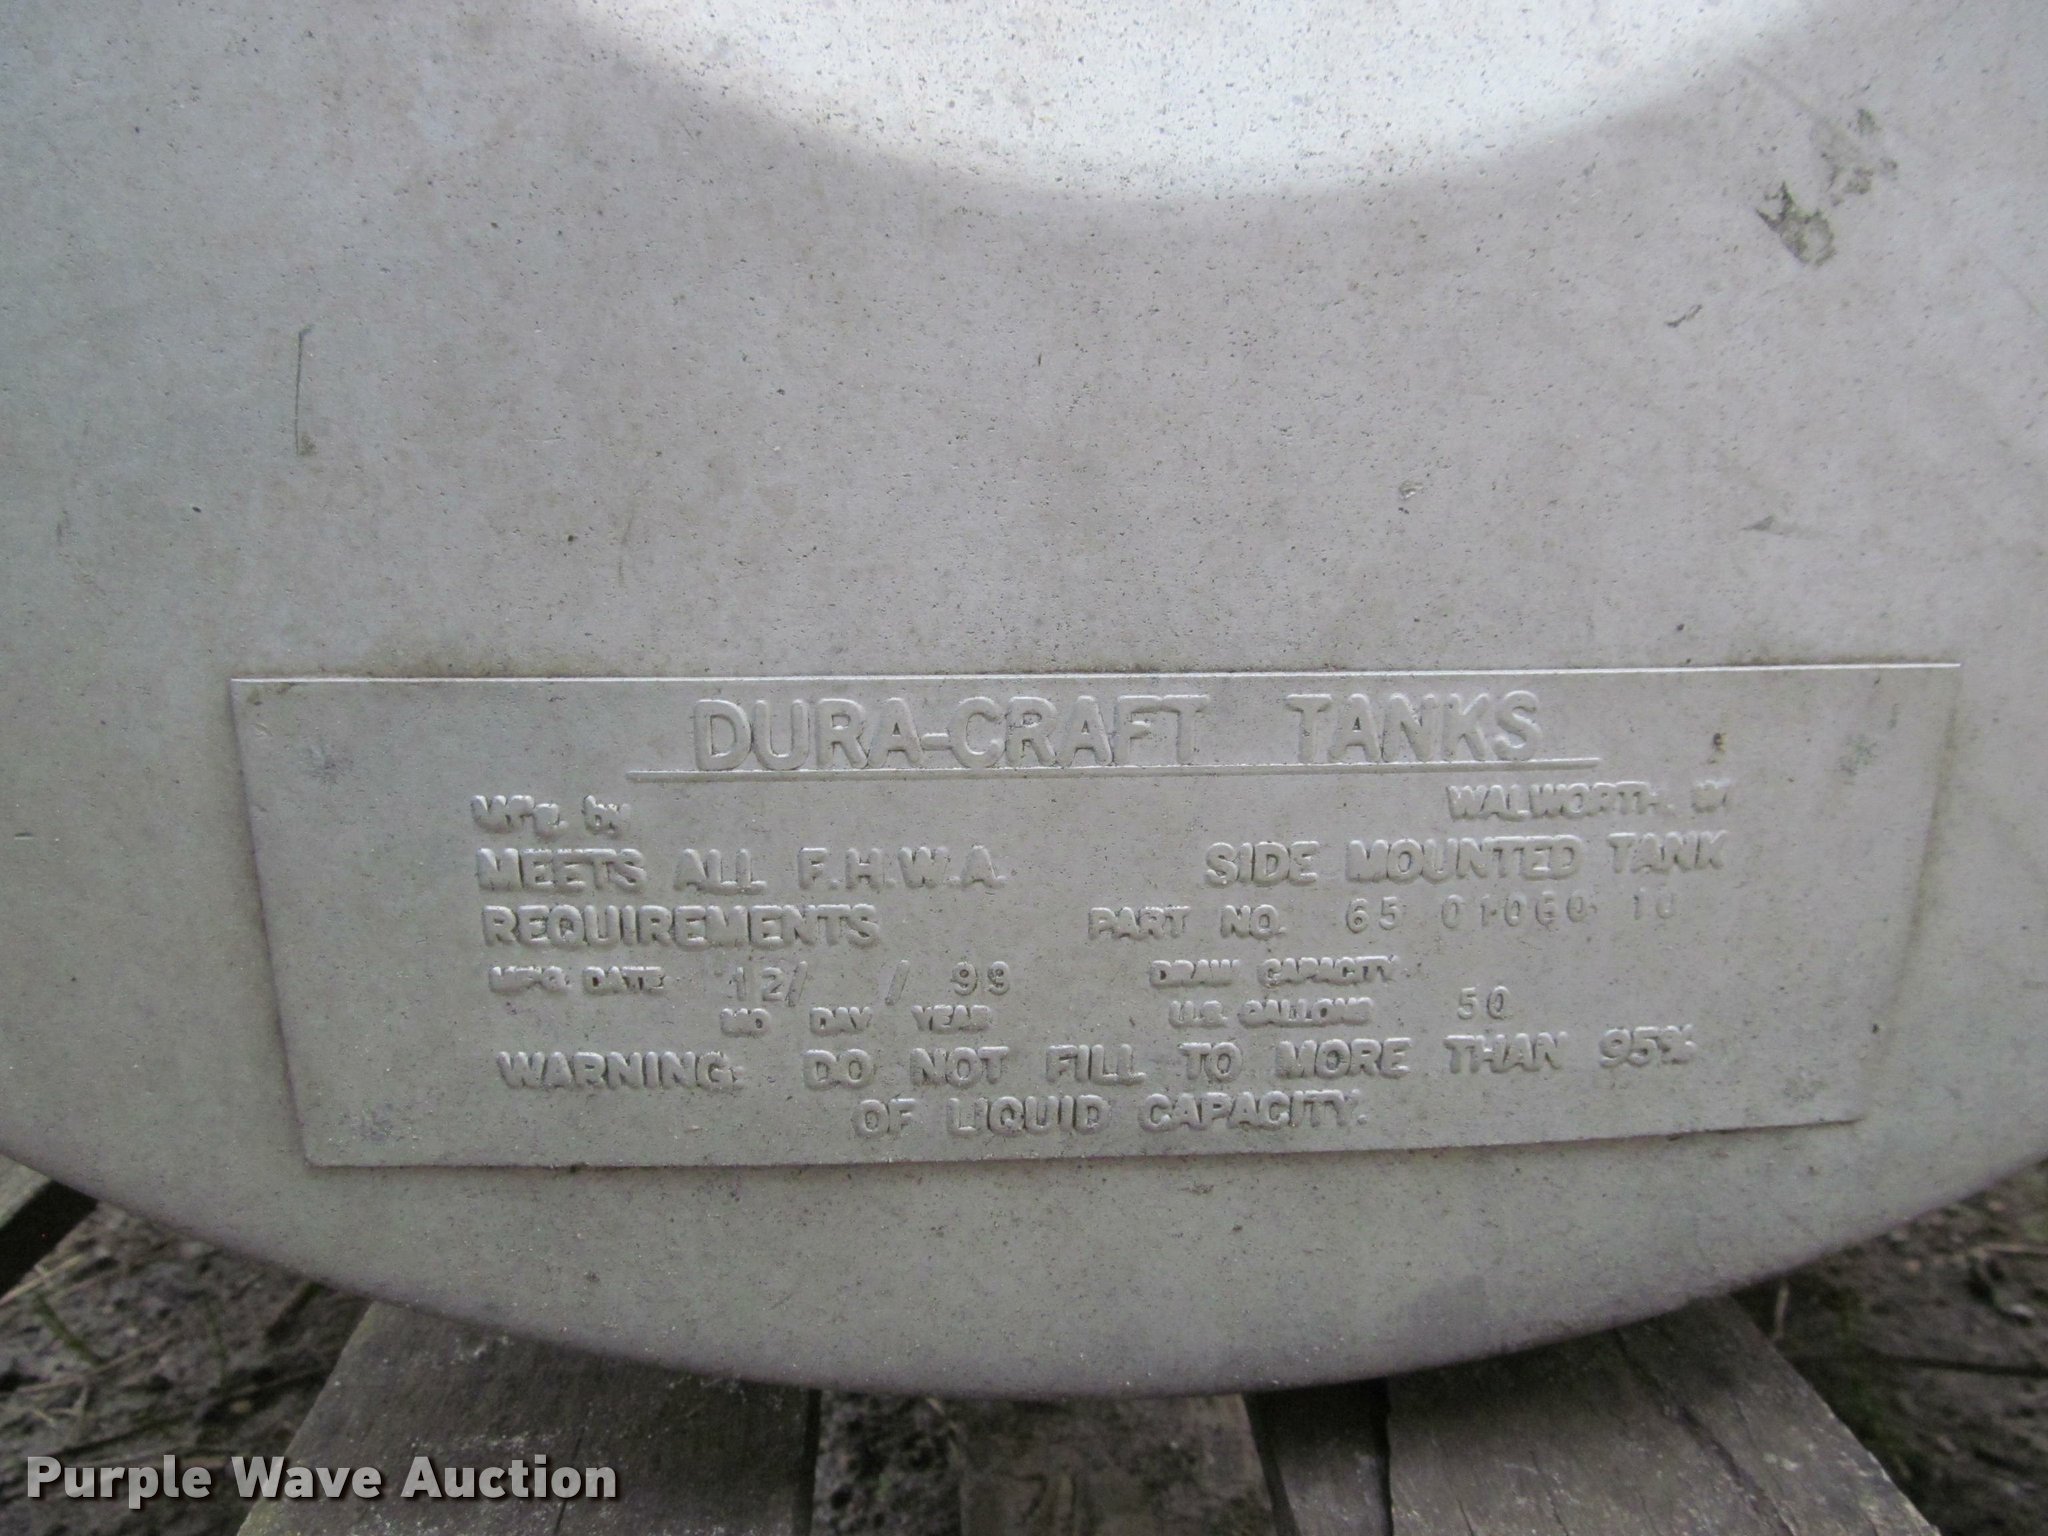 DURA-CRAFT TANKS
Mfg. by WALWORTH, WI
MEETS ALL F.H.W.A. SIDE MOUNTED TANK
REQUIREMENTS PART NO. 65 01060 10
MFG. DATE 12/ / 99 DRAW CAPACITY
MO DAY YEAR U.S. GALLONS 50
WARNING: DO NOT FILL TO MORE THAN 95%
OF LIQUID CAPACITY.
Purple Wave Auction